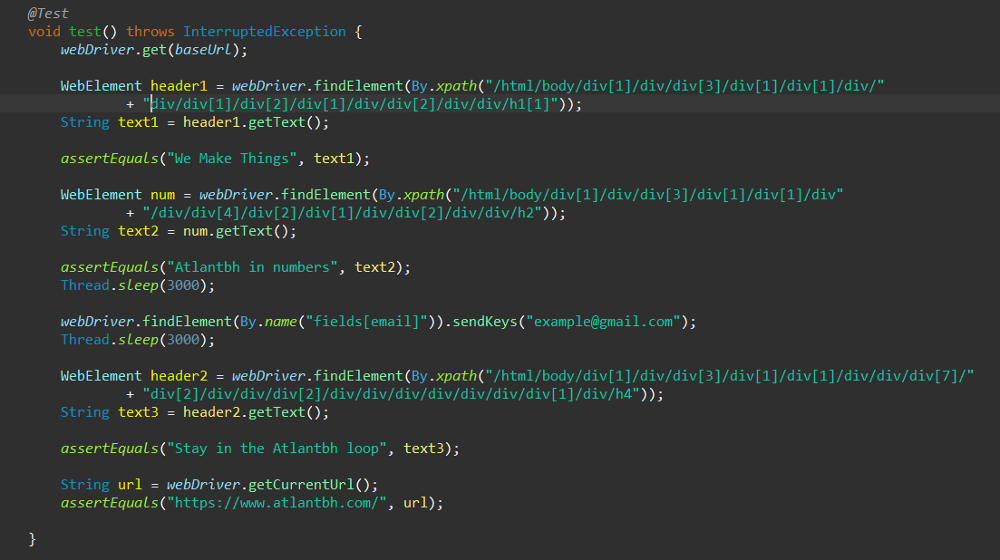 @Test
void test() throws InterruptedException {
webDriver.get(baseUrl);
WebElement header1 = webDriver.findElement(By.xpath("/html/body/div[1]/div/div[3]/div[1]/div[1]/div/"
+ "div/div[1]/div[2]/div[1]/div/div[2]/div/div/h1[1]"));
String text1 = header1.getText();
assertEquals("We Make Things", text1);
WebElement num = webDriver.findElement(By.xpath("/html/body/div[1]/div/div[3]/div[1]/div[1]/div"
+ "/div/div[4]/div[2]/div[1]/div/div[2]/div/div/h2"));
String text2 = num.getText();
assertEquals("Atlantbh in numbers", text2);
Thread.sleep(3000);
webDriver.findElement(By.name("fields[email]")).sendKeys("example@gmail.com");
Thread.sleep(3000);
WebElement header2 = webDriver.findElement(By.xpath("/html/body/div[1]/div/div[3]/div[1]/div[1]/div/div/div[7]/"
+ "div[2]/div/div/div[2]/div/div/div/div/div/div/div[1]/div/h4"));
String text3 = header2.getText();
assertEquals("Stay in the Atlantbh loop", text3);
String url = webDriver.getCurrentUrl();
assertEquals("https://www.atlantbh.com/", url);
}